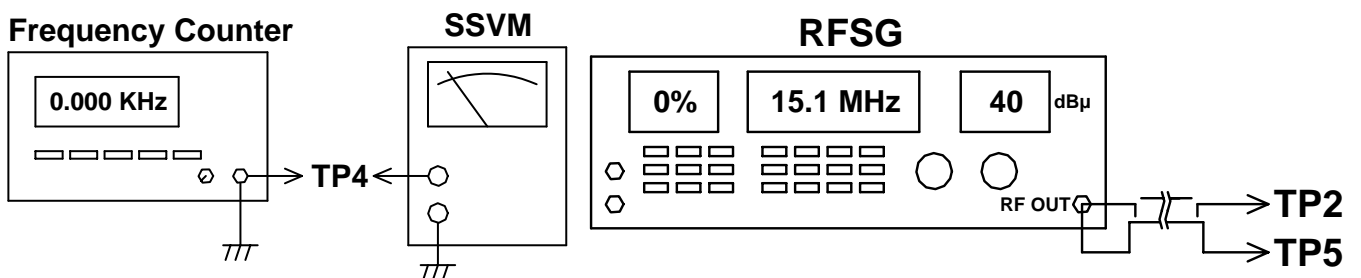 Frequency Counter
SSVM
RFSG
0.000 KHz
0%
15.1 MHz
40
dBµ
TP4
RF OUT
TP2
TP5